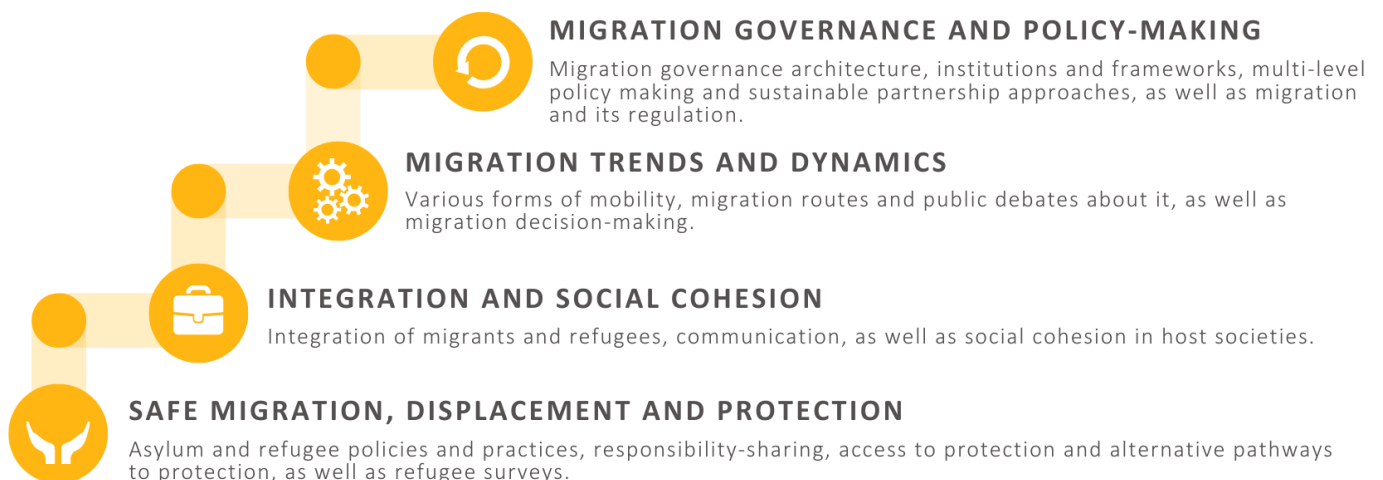 MIGRATION GOVERNANCE AND POLICY-MAKING
Migration governance architecture, institutions and frameworks, multi-level
policy making and sustainable partnership approaches, as well as migration
and its regulation.
MIGRATION TRENDS AND DYNAMICS
Various forms of mobility, migration routes and public debates about it, as well as
migration decision-making.
INTEGRATION AND SOCIAL COHESION
Integration of migrants and refugees, communication, as well as social cohesion in host societies.
SAFE MIGRATION, DISPLACEMENT AND PROTECTION
Asylum and refugee policies and practices, responsibility-sharing, access to protection and alternative pathways
to protection, as well as refugee surveys.